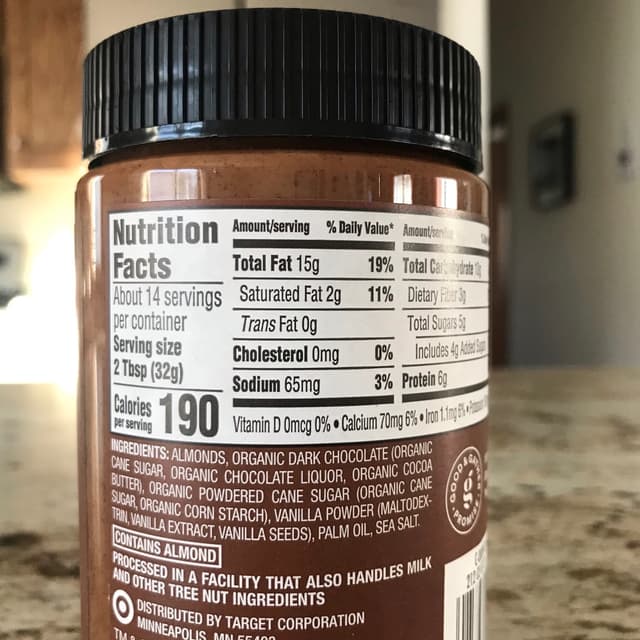 Nutrition Facts
About 14 servings
per container
Serving size
2 Tbsp (32g)
Calories
per serving
190
Amount/serving % Daily Value*
Total Fat 15g 19%
Saturated Fat 2g 11%
Trans Fat 0g
Cholesterol 0mg 0%
Sodium 65mg 3%
Amount/serving
Total Carbohydrate
Dietary Fiber 3g
Total Sugars 5g
Includes 4g Added
Protein 6g
Vitamin D 0mcg 0% • Calcium 70mg 6% • Iron 1.1mg 6% •
INGREDIENTS: ALMONDS, ORGANIC DARK CHOCOLATE (ORGANIC
CANE SUGAR, ORGANIC CHOCOLATE LIQUOR, ORGANIC COCOA
BUTTER), ORGANIC POWDERED CANE SUGAR (ORGANIC CANE
SUGAR, ORGANIC CORN STARCH), VANILLA POWDER (MALTODEX-
TRIN, VANILLA EXTRACT, VANILLA SEEDS), PALM OIL, SEA SALT.
CONTAINS ALMOND
PROCESSED IN A FACILITY THAT ALSO HANDLES MILK
AND OTHER TREE NUT INGREDIENTS
DISTRIBUTED BY TARGET CORPORATION
MINNEAPOLIS, MN
TM &
GOOD & 
g&g
PROMISE